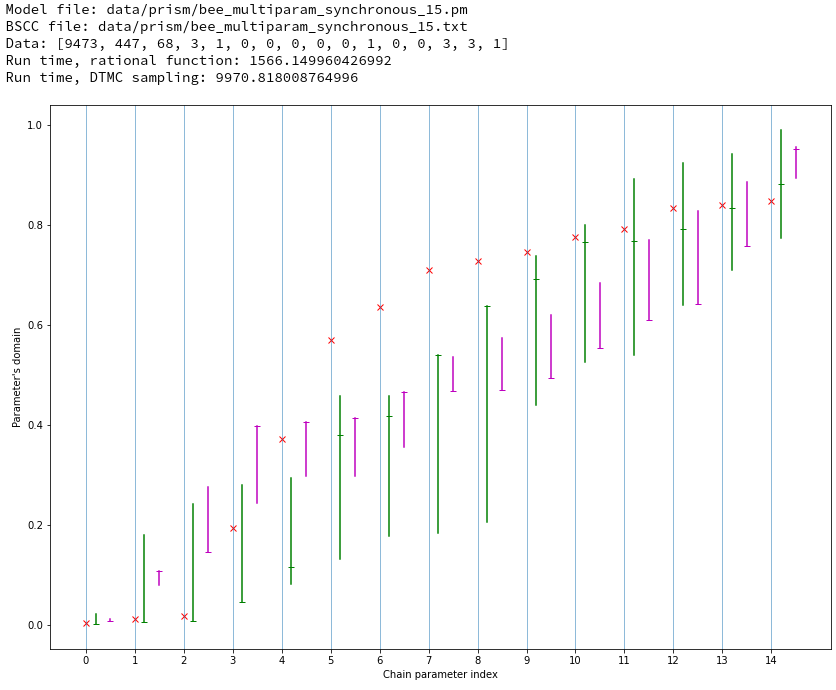 Model file: data/prism/bee_multiparam_synchronous_15.pm
BSCC file: data/prism/bee_multiparam_synchronous_15.txt
Data: [9473, 447, 68, 3, 1, 0, 0, 0, 0, 0, 1, 0, 0, 3, 3, 1]
Run time, rational function: 1566.149960426992
Run time, DTMC sampling: 9970.818008764996
1.0
0.8
0.6
0.4
0.2
0.0
Parameter's domain
0 1 2 3 4 5 6 7 8 9 10 11 12 13 14
Chain parameter index